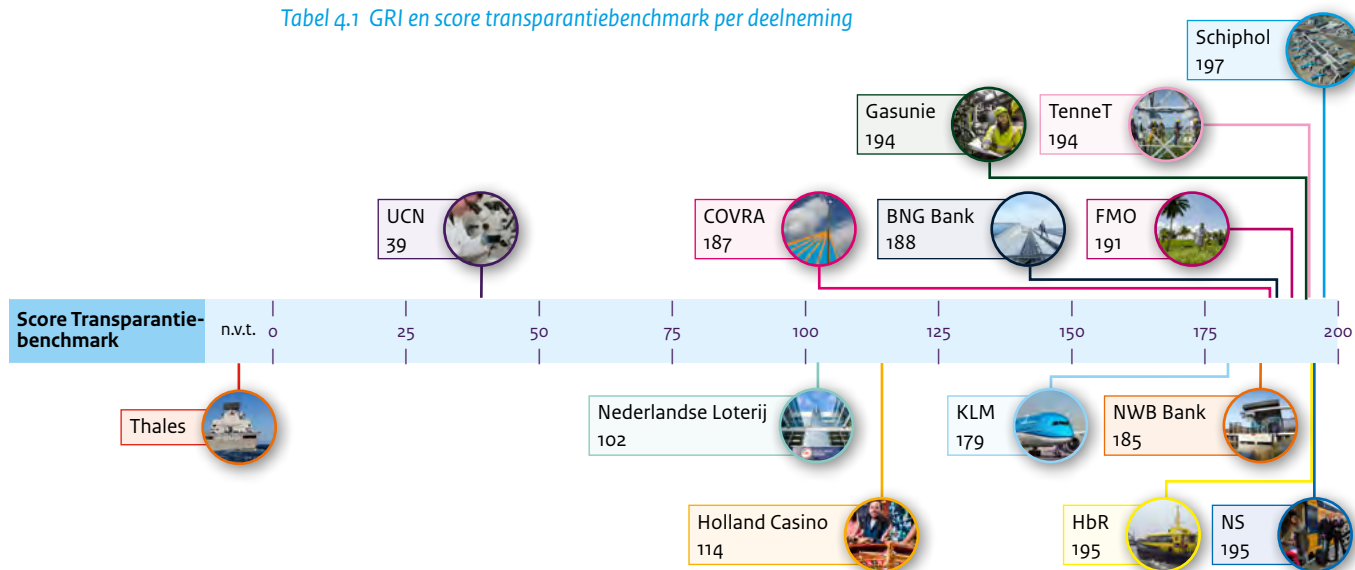 Tabel 4.1 GRI en score transparantiebenchmark per deelneming
Schiphol
197
Gasunie
194
TenneT
194
UCN
39
COVRA
187
BNG Bank
188
FMO
191
Score Transparantie-
benchmark
n.v.t.
0
25
50
75
100
125
150
175
200
Thales
Nederlandse Loterij
102
KLM
179
NWB Bank
185
Holland Casino
114
HbR
195
NS
195